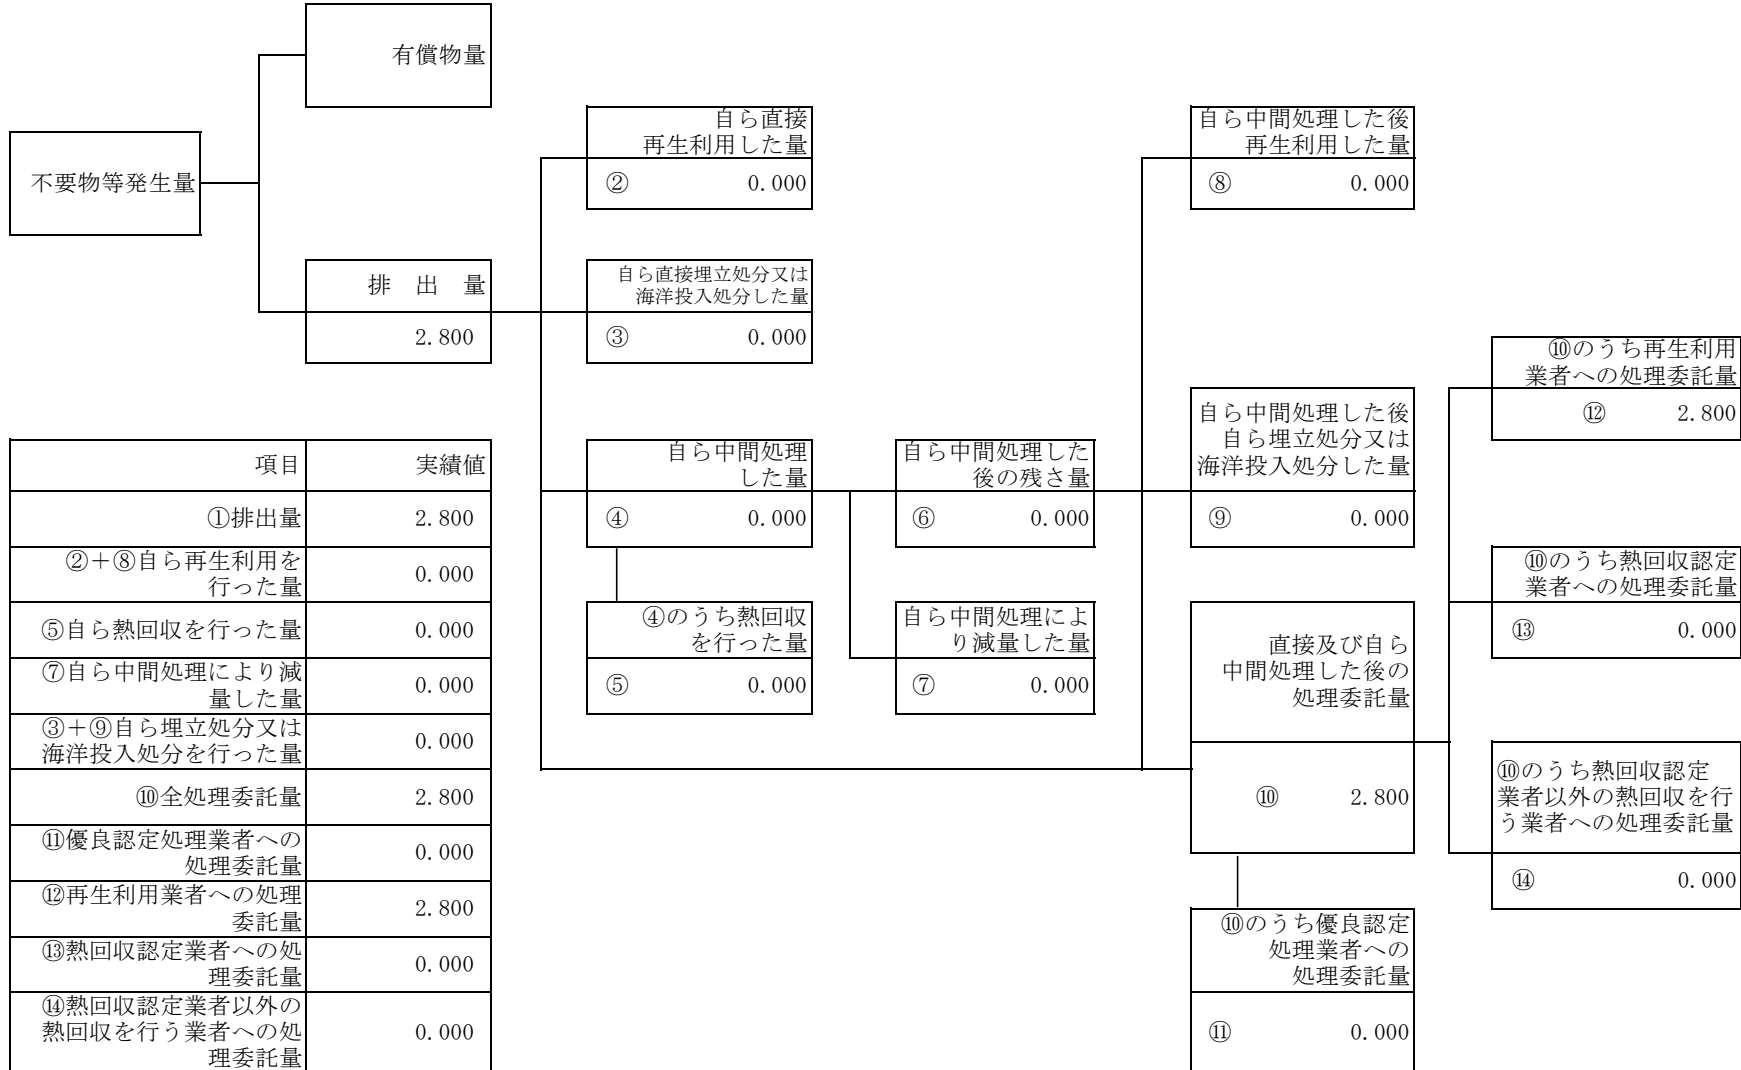 有償物量
不要物等発生量
排　出　量
2.800
自ら直接
再生利用した量
② 0.000
自ら直接埋立処分又は
海洋投入処分した量
③ 0.000
自ら中間処理
した量
④ 0.000
④のうち熱回収
を行った量
⑤ 0.000
自ら中間処理した
後の残さ量
⑥ 0.000
自ら中間処理によ
り減量した量
⑦ 0.000
自ら中間処理した後
再生利用した量
⑧ 0.000
自ら中間処理した後
自ら埋立処分又は
海洋投入処分した量
⑨ 0.000
直接及び自ら
中間処理した後の
処理委託量
⑩ 2.800
⑩のうち優良認定
処理業者への
処理委託量
⑪ 0.000
⑩のうち再生利用
業者への処理委託量
⑫ 2.800
⑩のうち熱回収認定
業者への処理委託量
⑬ 0.000
⑩のうち熱回収認定
業者以外の熱回収を行
う業者への処理委託量
⑭ 0.000
項目 実績値
①排出量 2.800
②＋⑧自ら再生利用を
行った量 0.000
⑤自ら熱回収を行った量 0.000
⑦自ら中間処理により減
量した量 0.000
③＋⑨自ら埋立処分又は
海洋投入処分を行った量 0.000
⑩全処理委託量 2.800
⑪優良認定処理業者への
処理委託量 0.000
⑫再生利用業者への処理
委託量 2.800
⑬熱回収認定業者への処
理委託量 0.000
⑭熱回収認定業者以外の
熱回収を行う業者への処
理委託量 0.000